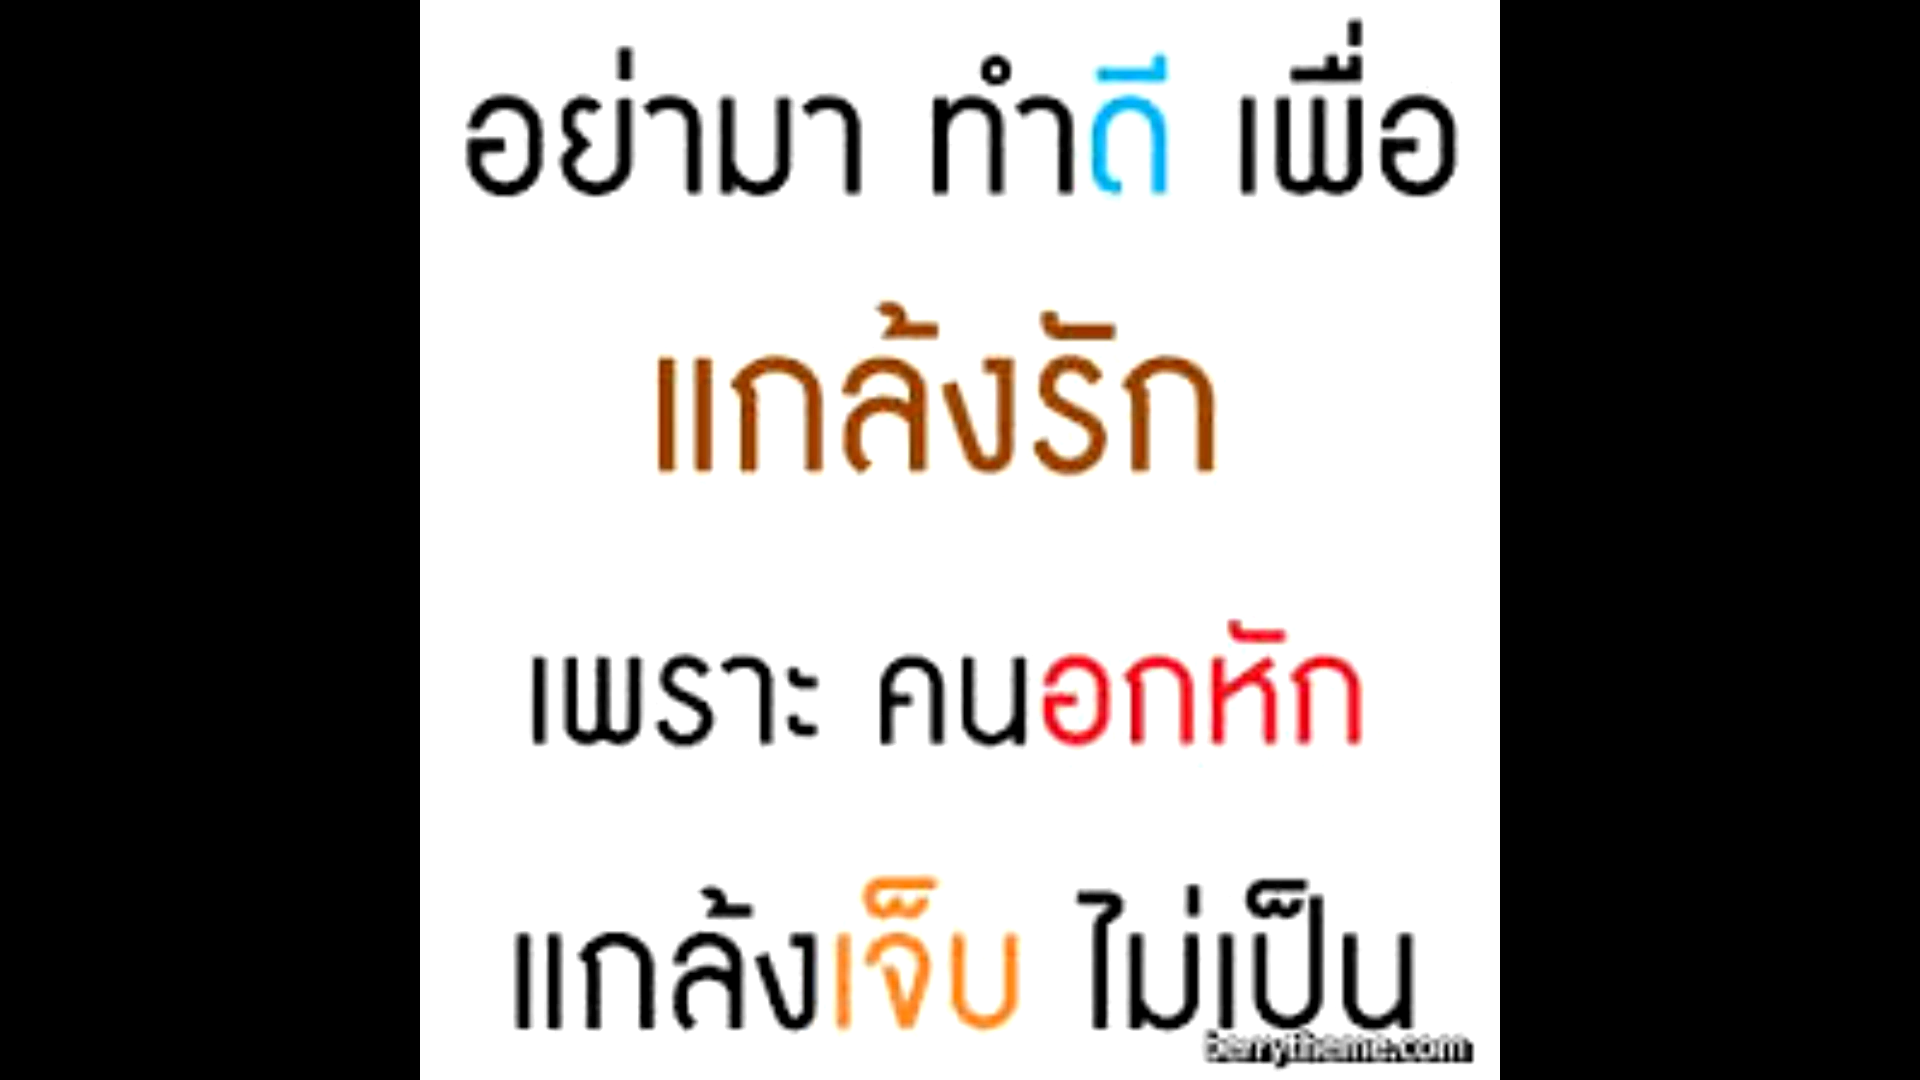 อย่ามา ทำดี เพื่อ
แกล้งรัก
เพราะ คนอกหัก
แกล้งเจ็บ ไม่เป็น
berrytheme.com